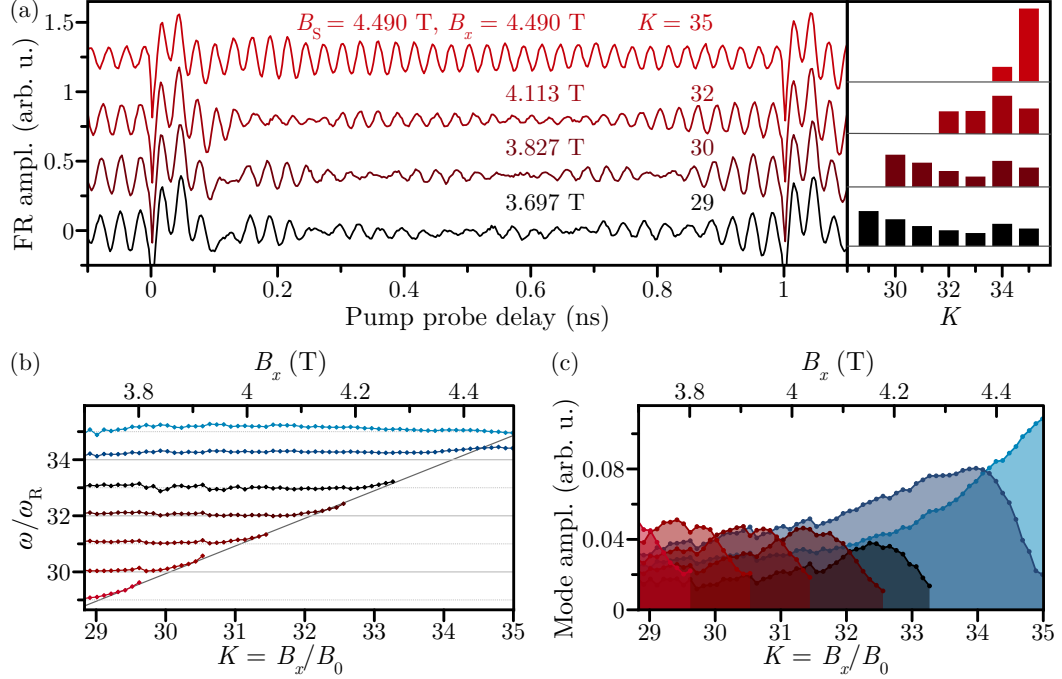 (a)
FR ampl. (arb. u.)
1.5
1
0.5
0
B_S = 4.490 T, B_x = 4.490 T K = 35
4.113 T 32
3.827 T 30
3.697 T 29
0 0.2 0.4 0.6 0.8 1
Pump probe delay (ns)
30 32 34
K
(b)
B_x (T)
3.8 4 4.2 4.4
ω/ω_R
34
32
30
29 30 31 32 33 34 35
K = B_x/B_0
(c)
B_x (T)
3.8 4 4.2 4.4
Mode ampl. (arb. u.)
0.08
0.04
0
29 30 31 32 33 34 35
K = B_x/B_0